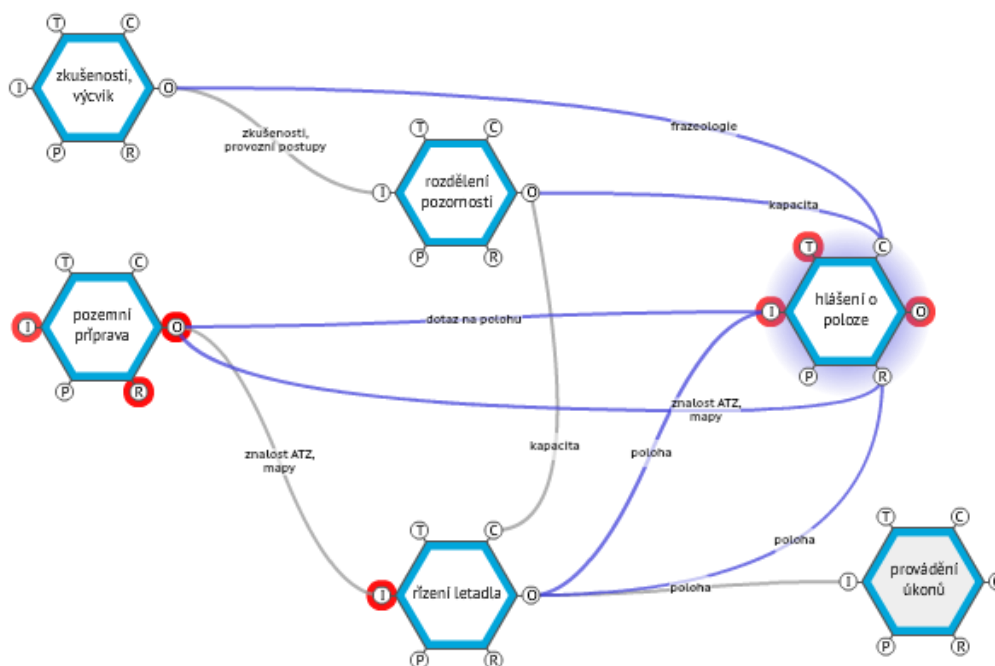 T
C
I
zkušenosti,
výcvik
O
P
R
frazeologie
zkušenosti,
provozní postupy
T
C
I
rozdělení
pozornosti
O
P
R
kapacita
T
C
I
pozemní
příprava
O
P
R
dotaz na polohu
T
C
I
hlášení o
poloze
O
P
R
znalost ATZ,
mapy
znalost ATZ,
mapy
kapacita
poloha
poloha
poloha
T
C
I
řízení letadla
O
P
R
T
C
I
provádění
úkonů
O
P
R